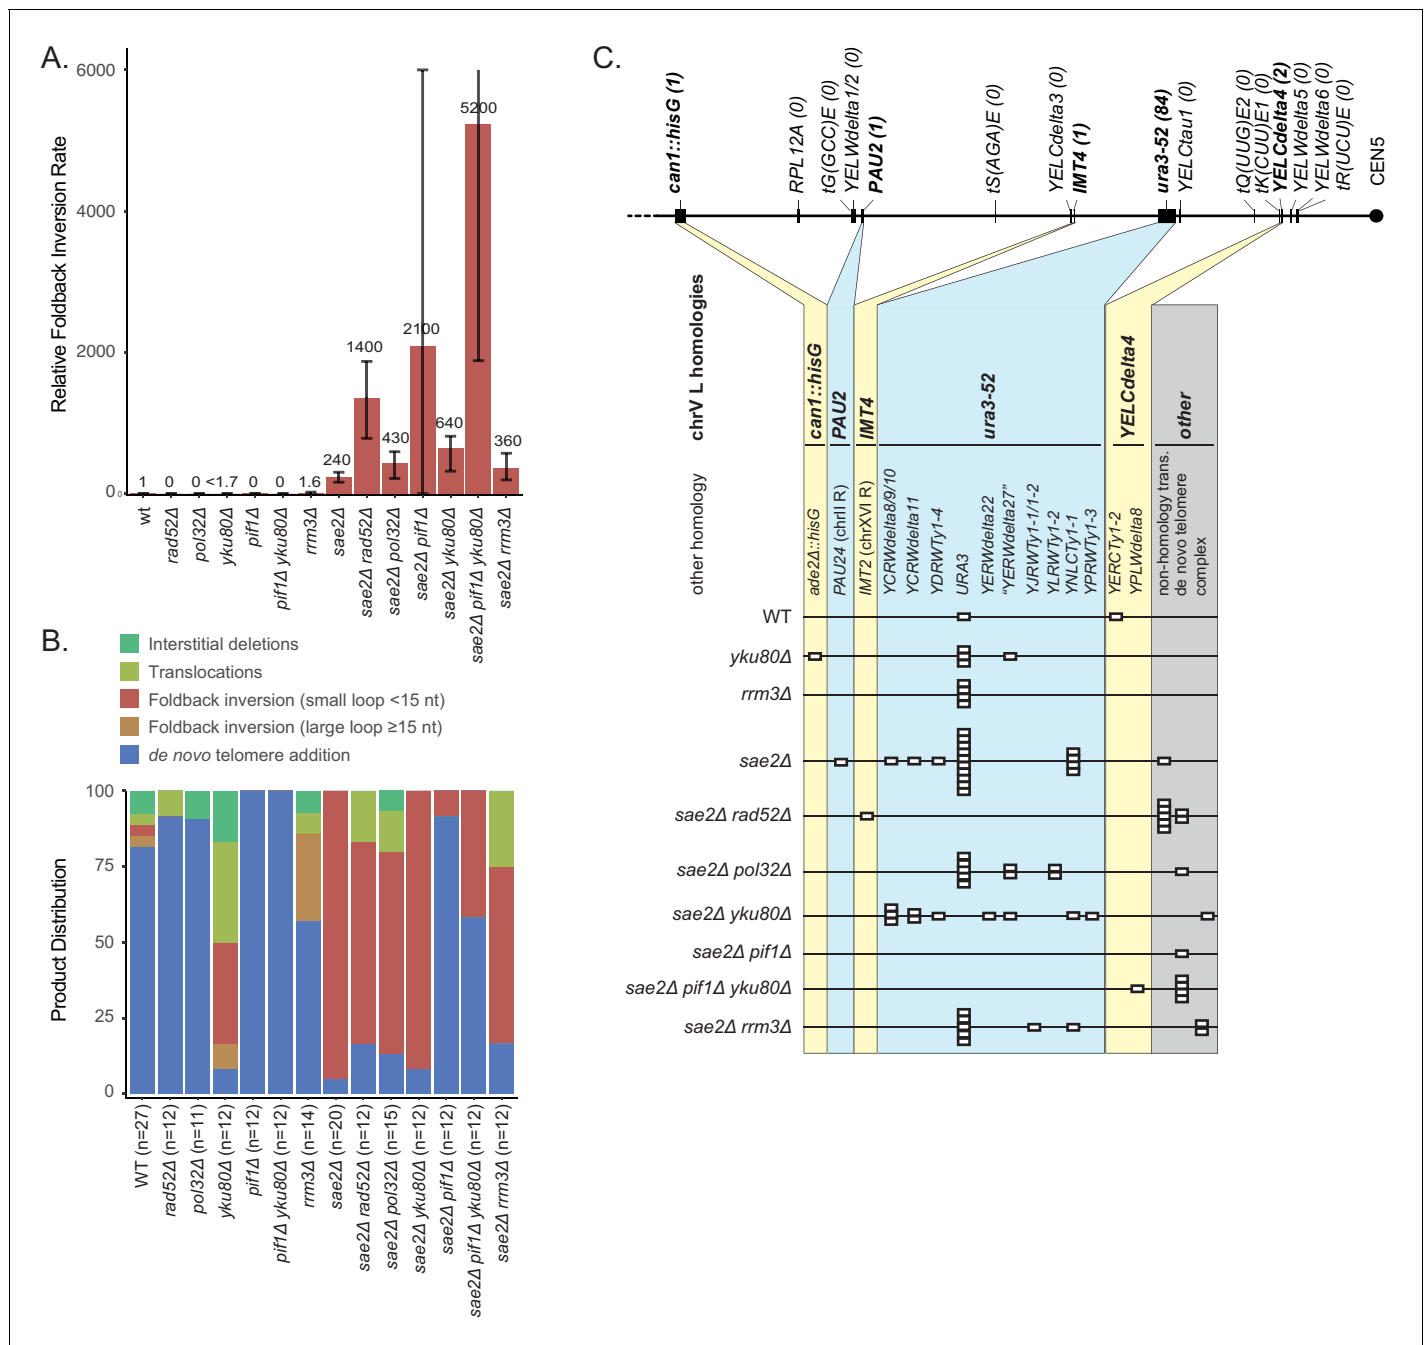 A.
Relative Foldback Inversion Rate
6000
4000
2000
0
0
1
0
0
<1.7
0
0
1.6
240
1400
430
2100
640
5200
360
wt
rad52Δ
pol32Δ
yku80Δ
pif1Δ
pif1Δ yku80Δ
rrm3Δ
sae2Δ
sae2Δ rad52Δ
sae2Δ pol32Δ
sae2Δ pif1Δ
sae2Δ yku80Δ
sae2Δ pif1Δ yku80Δ
sae2Δ rrm3Δ
B.
Interstitial deletions
Translocations
Foldback inversion (small loop <15 nt)
Foldback inversion (large loop ≥15 nt)
de novo telomere addition
Product Distribution
100
75
50
25
0
WT (n=27)
rad52Δ (n=12)
pol32Δ (n=11)
yku80Δ (n=12)
pif1Δ (n=12)
pif1Δ yku80Δ (n=12)
rrm3Δ (n=14)
sae2Δ (n=20)
sae2Δ rad52Δ (n=12)
sae2Δ pol32Δ (n=15)
sae2Δ yku80Δ (n=12)
sae2Δ pif1Δ (n=12)
sae2Δ pif1Δ yku80Δ (n=12)
sae2Δ rrm3Δ (n=12)
C.
can1::hisG (1)
RPL12A (0)
tG(GCC)E (0)
YELWdelta1/2 (0)
PAU2 (1)
tS(AGA)E (0)
YELCdelta3 (0)
IMT4 (1)
ura3-52 (84)
YELCtau1 (0)
tQ(UUG)E2 (0)
tK(CUU)E1 (0)
YELCdelta4 (2)
YELWdelta5 (0)
YELWdelta6 (0)
tR(UCU)E (0)
CEN5
chrV L homologies
can1::hisG
PAU2
IMT4
ura3-52
YELCdelta4
other
other homology
ade2Δ::hisG
PAU24 (chrII R)
IMT2 (chrXVI R)
YCRWdelta8/9/10
YCRWdelta11
YDRWTy1-4
URA3
YERWdelta22
"YERWdelta27"
YJRWTy1-1/1-2
YLRWTy1-2
YNLCTy1-1
YPRWTy1-3
YERCTy1-2
YPLWdelta8
non-homology trans.
de novo telomere
complex
WT
yku80Δ
rrm3Δ
sae2Δ
sae2Δ rad52Δ
sae2Δ pol32Δ
sae2Δ yku80Δ
sae2Δ pif1Δ
sae2Δ pif1Δ yku80Δ
sae2Δ rrm3Δ